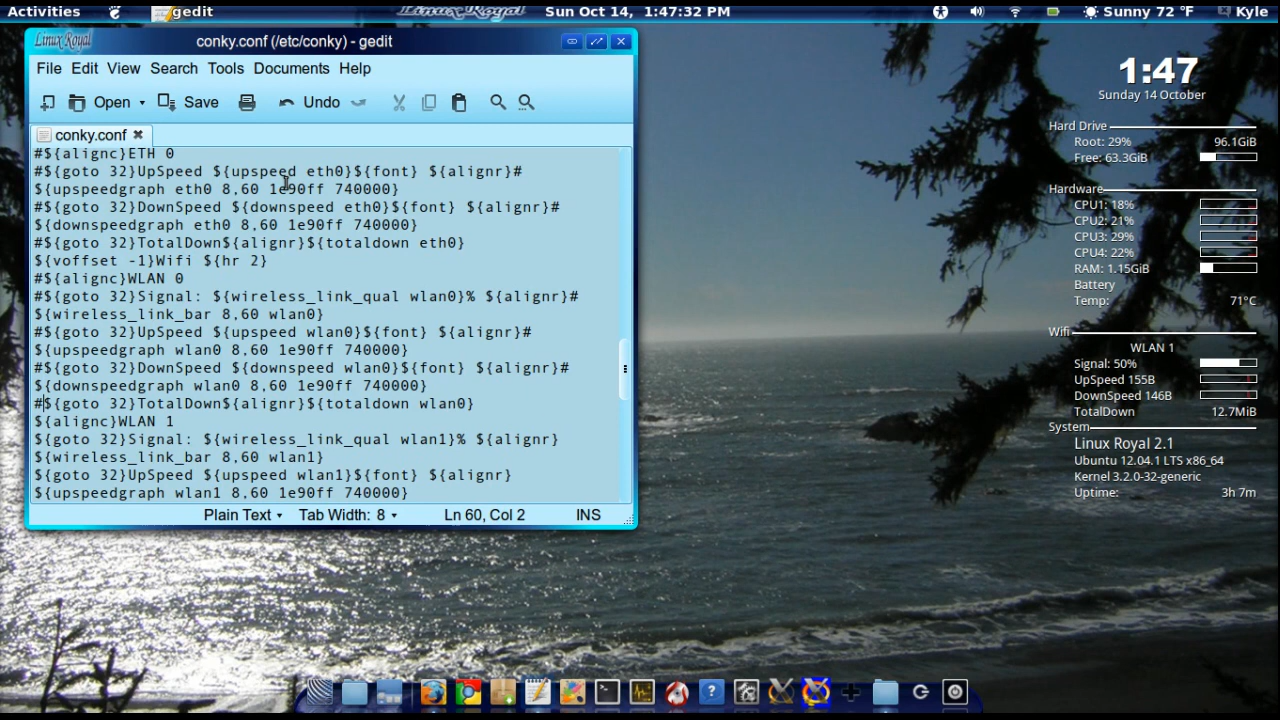 Activities
gedit
Linux Royal
Sun Oct 14, 1:47:32 PM
Sunny 72 °F
Kyle
Linux Royal
conky.conf (/etc/conky) - gedit
File Edit View Search Tools Documents Help
Open Save Undo
conky.conf
#${alignc}ETH 0
#${goto 32}UpSpeed ${upspeed eth0}${font} ${alignr}#
${upspeedgraph eth0 8,60 1e90ff 740000}
#${goto 32}DownSpeed ${downspeed eth0}${font} ${alignr}#
${downspeedgraph eth0 8,60 1e90ff 740000}
#${goto 32}TotalDown${alignr}${totaldown eth0}
${voffset -1}Wifi ${hr 2}
#${alignc}WLAN 0
#${goto 32}Signal: ${wireless_link_qual wlan0}% ${alignr}#
${wireless_link_bar 8,60 wlan0}
#${goto 32}UpSpeed ${upspeed wlan0}${font} ${alignr}#
${upspeedgraph wlan0 8,60 1e90ff 740000}
#${goto 32}DownSpeed ${downspeed wlan0}${font} ${alignr}#
${downspeedgraph wlan0 8,60 1e90ff 740000}
#${goto 32}TotalDown${alignr}${totaldown wlan0}
${alignc}WLAN 1
${goto 32}Signal: ${wireless_link_qual wlan1}% ${alignr}
${wireless_link_bar 8,60 wlan1}
${goto 32}UpSpeed ${upspeed wlan1}${font} ${alignr}
${upspeedgraph wlan1 8,60 1e90ff 740000}
Plain Text Tab Width: 8 Ln 60, Col 2 INS
1:47
Sunday 14 October
Hard Drive
Root: 29% 96.1GiB
Free: 63.3GiB
Hardware
CPU1: 18%
CPU2: 21%
CPU3: 29%
CPU4: 22%
RAM: 1.15GiB
Battery
Temp: 71°C
Wifi
WLAN 1
Signal: 50%
UpSpeed 155B
DownSpeed 146B
TotalDown 12.7MiB
System
Linux Royal 2.1
Ubuntu 12.04.1 LTS x86_64
Kernel 3.2.0-32-generic
Uptime: 3h 7m